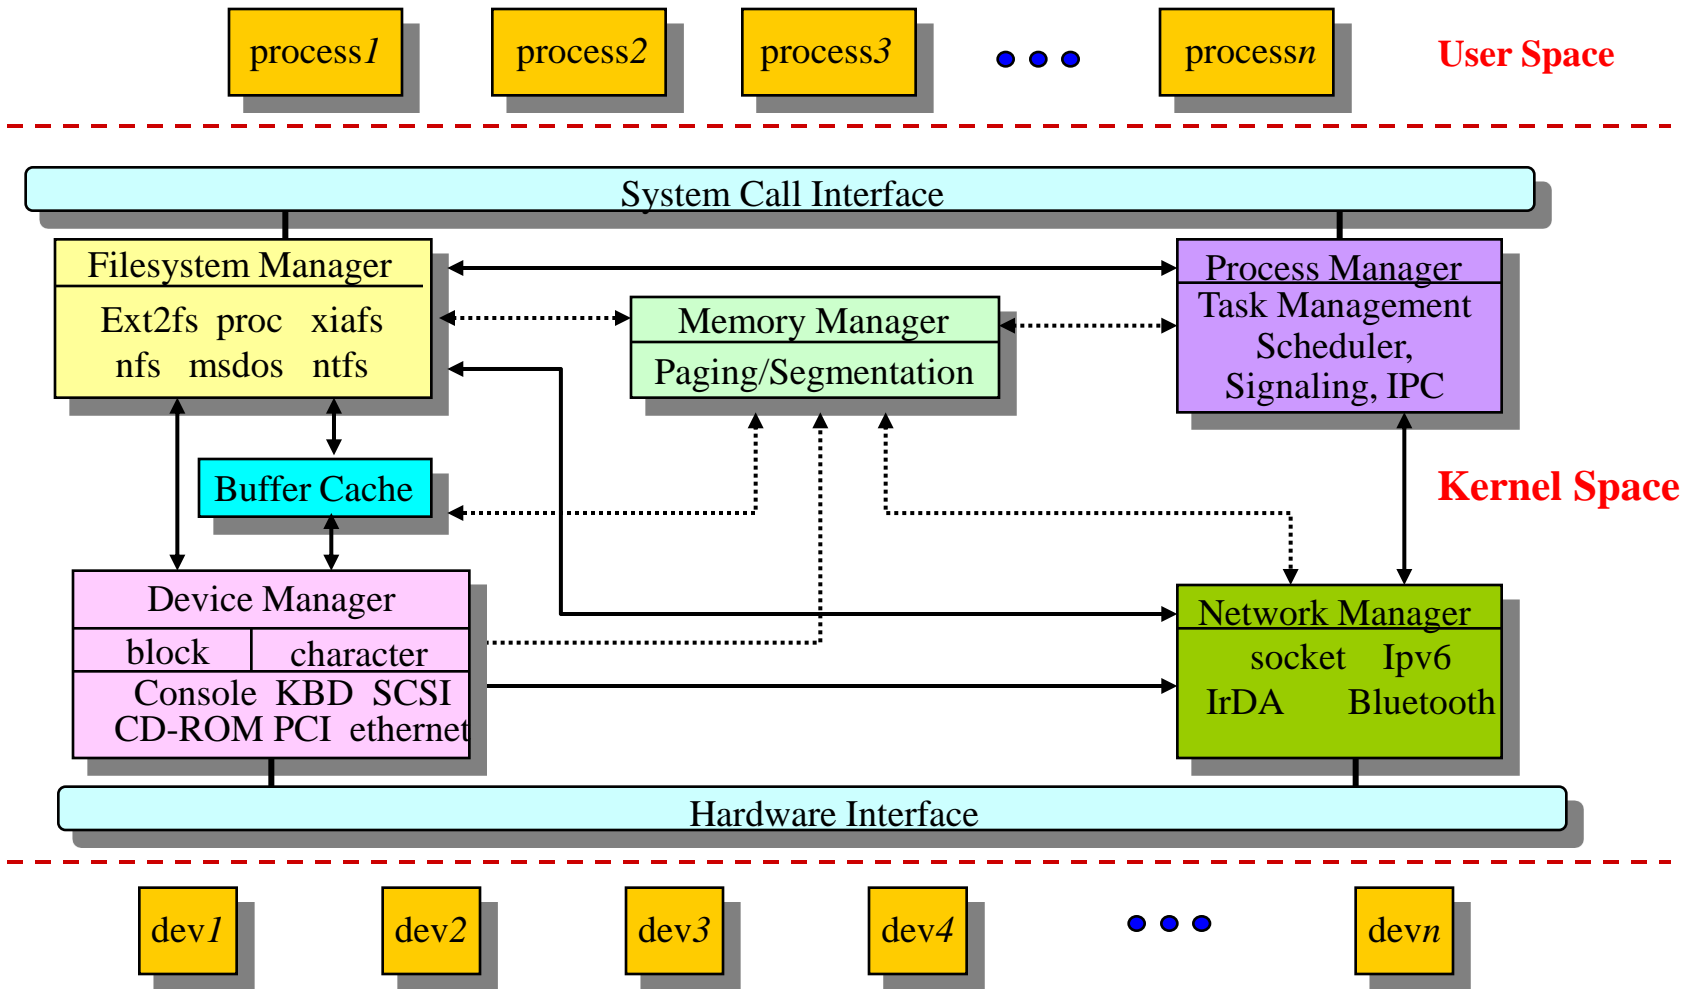 process1 process2 process3 processn User Space
System Call Interface
Filesystem Manager
Ext2fs proc xiafs
nfs msdos ntfs
Memory Manager
Paging/Segmentation
Process Manager
Task Management
Scheduler,
Signaling, IPC
Buffer Cache
Kernel Space
Device Manager
block character
Console KBD SCSI
CD-ROM PCI ethernet
Network Manager
socket Ipv6
IrDA Bluetooth
Hardware Interface
dev1 dev2 dev3 dev4 devn